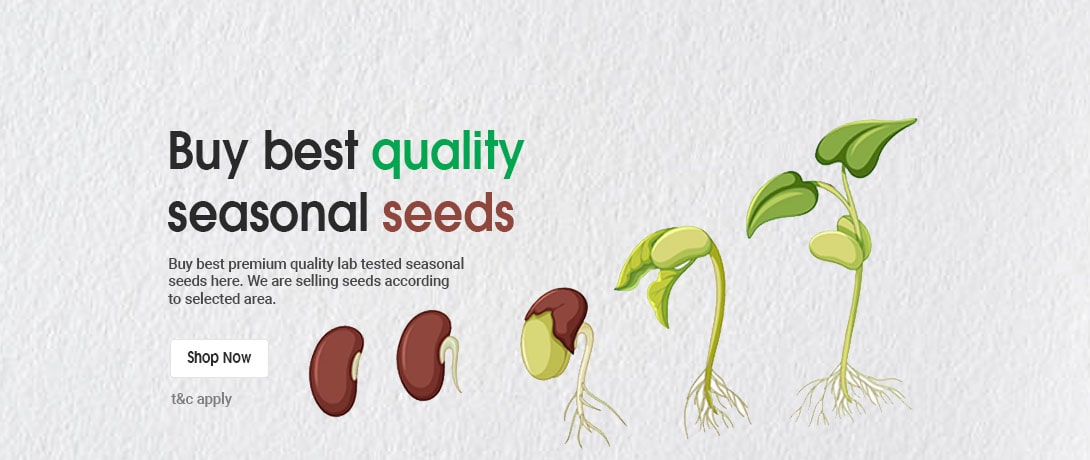 Buy best quality
seasonal seeds
Buy best premium quality lab tested seasonal
seeds here. We are selling seeds according
to selected area.
Shop Now
t&c apply